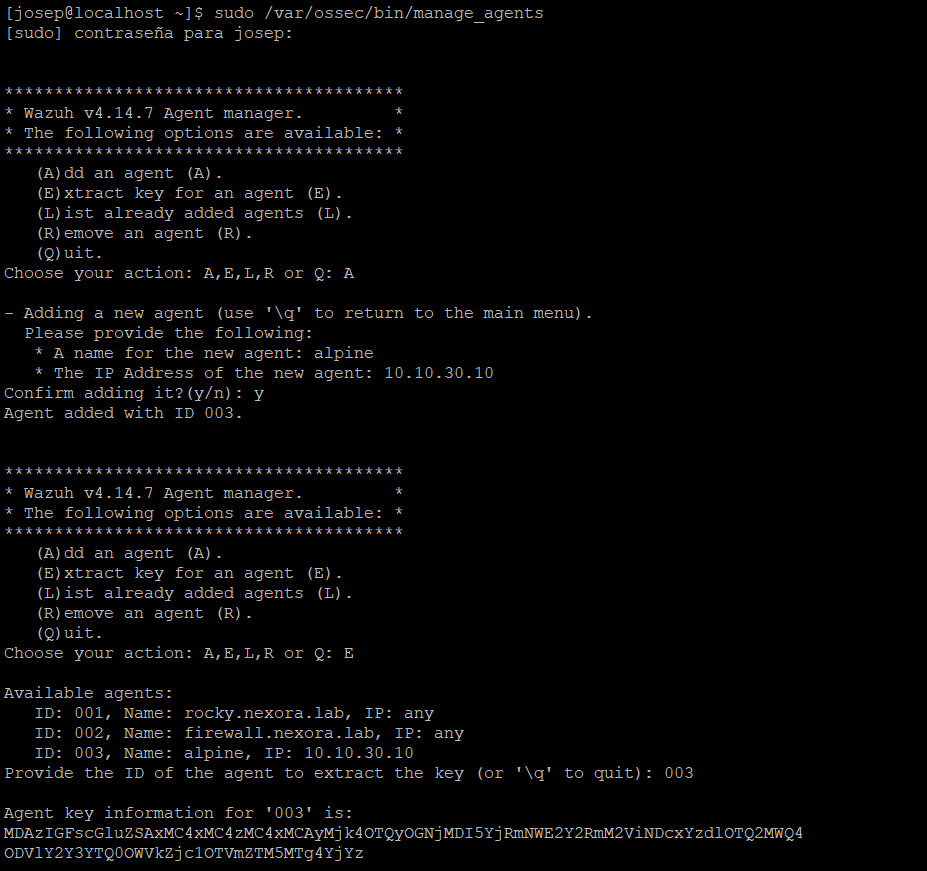 [josep@localhost ~]$ sudo /var/ossec/bin/manage_agents
[sudo] contraseña para josep:
****************************************
* Wazuh v4.14.7 Agent manager.         *
* The following options are available: *
****************************************
   (A)dd an agent (A).
   (E)xtract key for an agent (E).
   (L)ist already added agents (L).
   (R)emove an agent (R).
   (Q)uit.
Choose your action: A,E,L,R or Q: A
- Adding a new agent (use '\q' to return to the main menu).
  Please provide the following:
   * A name for the new agent: alpine
   * The IP Address of the new agent: 10.10.30.10
Confirm adding it?(y/n): y
Agent added with ID 003.
****************************************
* Wazuh v4.14.7 Agent manager.         *
* The following options are available: *
****************************************
   (A)dd an agent (A).
   (E)xtract key for an agent (E).
   (L)ist already added agents (L).
   (R)emove an agent (R).
   (Q)uit.
Choose your action: A,E,L,R or Q: E
Available agents:
   ID: 001, Name: rocky.nexora.lab, IP: any
   ID: 002, Name: firewall.nexora.lab, IP: any
   ID: 003, Name: alpine, IP: 10.10.30.10
Provide the ID of the agent to extract the key (or '\q' to quit): 003
Agent key information for '003' is:
MDAzIGFscGluZSAxMC4xMC4zMC4xMCAyMjk4OTQyOGNjMDI5YjRmNWE2Y2RmM2ViNDcxYzdlOTQ2MWQ4
ODVlY2Y3YTQ0OWVkZjc1OTVmZTM5MTg4YjYz